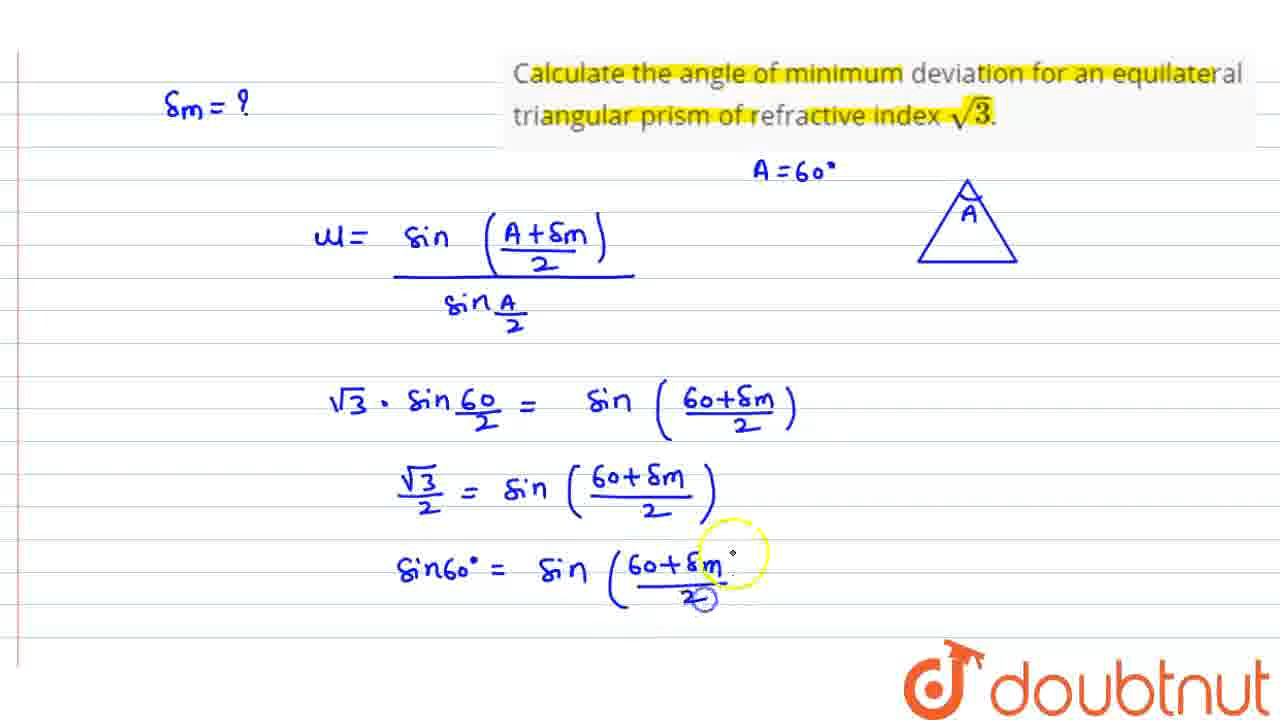 Calculate the angle of minimum deviation for an equilateral
triangular prism of refractive index √3.
δm = ?
A = 60°
A
μ = sin (A + δm / 2) / sin A/2
√3 · sin 60/2 = sin (60 + δm / 2)
√3/2 = sin (60 + δm / 2)
sin 60° = sin (60 + δm / 2
doubtnut